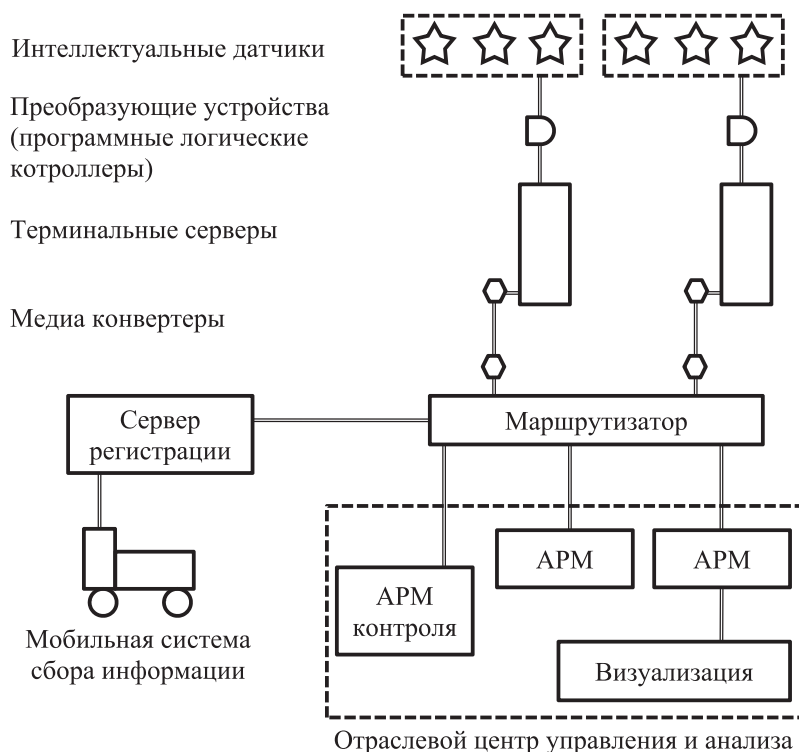 Интеллектуальные датчики
Преобразующие устройства
(программные логические
котроллеры)
Терминальные серверы
Медиа конвертеры
Сервер
регистрации
Маршрутизатор
АРМ
АРМ
АРМ
контроля
Мобильная система
сбора информации
Визуализация
Отраслевой центр управления и анализа